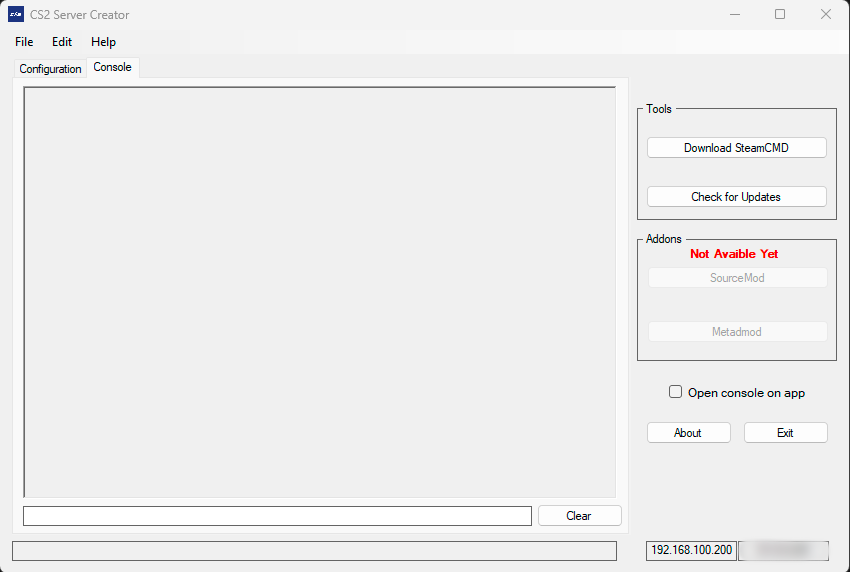 CS2 Server Creator
File Edit Help
Configuration Console
Tools
Download SteamCMD
Check for Updates
Addons
Not Avaible Yet
SourceMod
Metadmod
Open console on app
About Exit
Clear
192.168.100.200